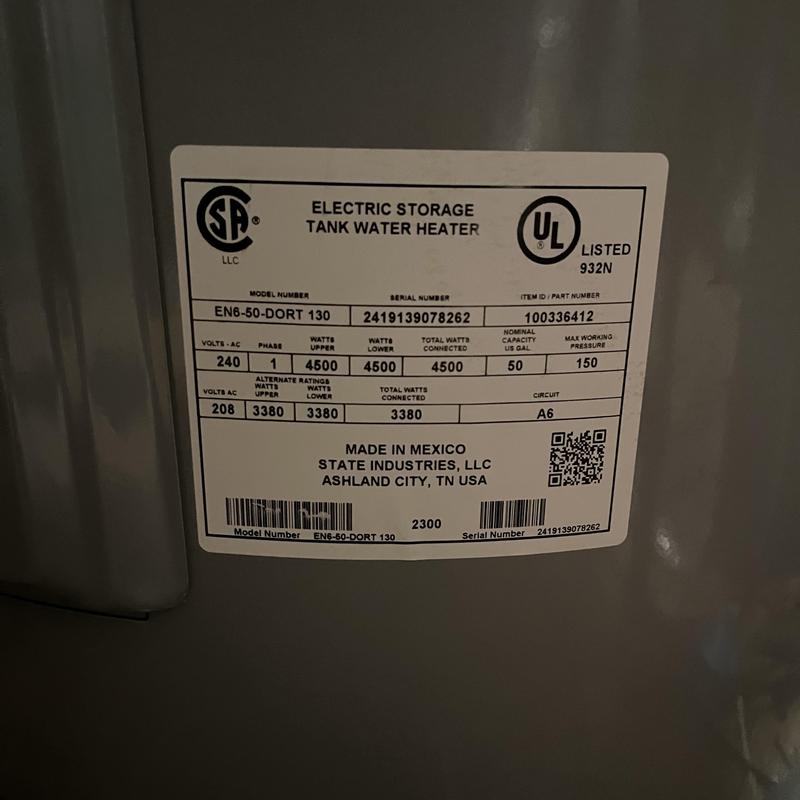 SA ®
LLC
ELECTRIC STORAGE
TANK WATER HEATER
UL ®
LISTED
932N
MODEL NUMBER SERIAL NUMBER ITEM ID / PART NUMBER
EN6-50-DORT 130 2419139078262 100336412
VOLTS - AC PHASE WATTS UPPER WATTS LOWER TOTAL WATTS CONNECTED NOMINAL CAPACITY US GAL. MAX WORKING PRESSURE
240 1 4500 4500 4500 50 150
ALTERNATE RATINGS
VOLTS AC WATTS UPPER WATTS LOWER TOTAL WATTS CONNECTED CIRCUIT
208 3380 3380 3380 A6
MADE IN MEXICO
STATE INDUSTRIES, LLC
ASHLAND CITY, TN USA
2300
Model Number EN6-50-DORT 130 Serial Number 2419139078262